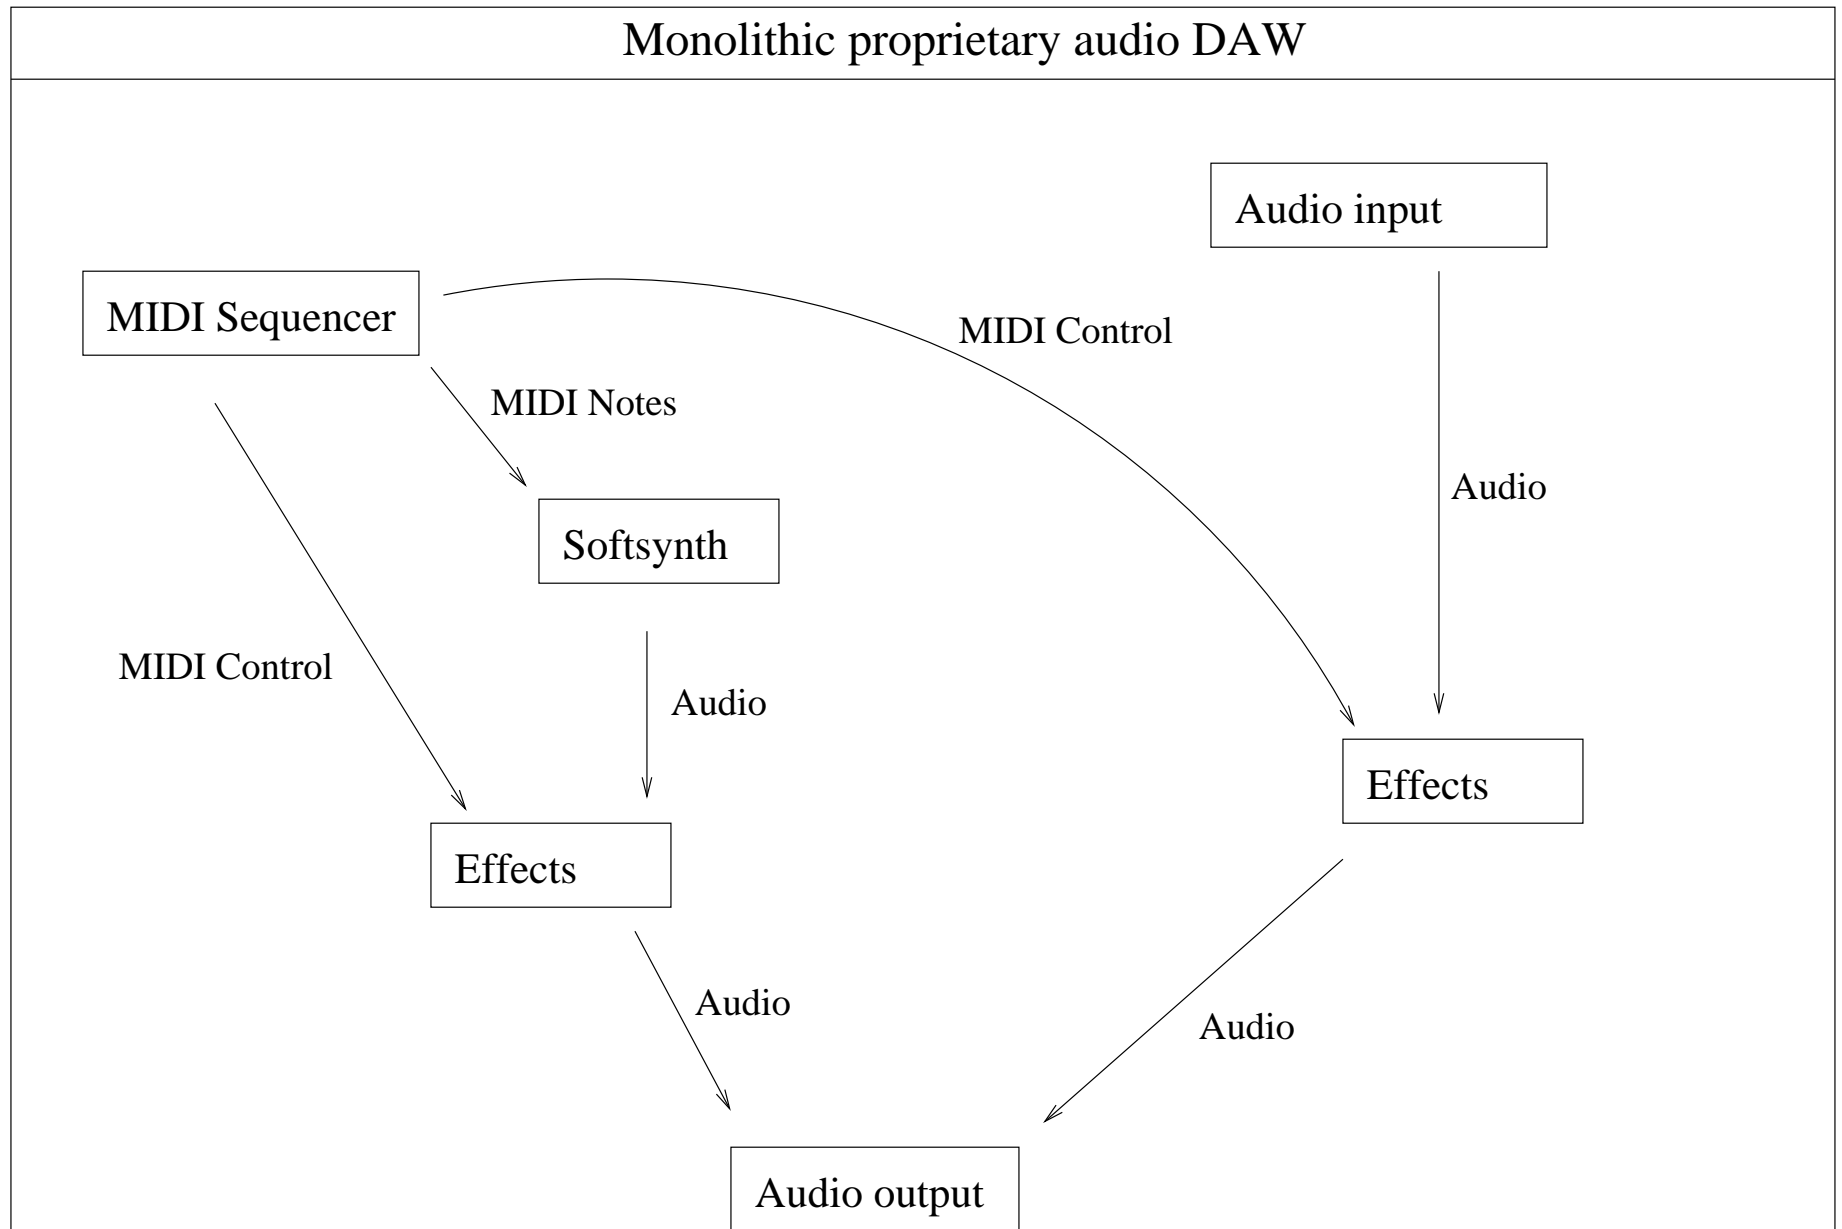 Monolithic proprietary audio DAW
Audio input
MIDI Sequencer
MIDI Control
MIDI Notes
Audio
Softsynth
MIDI Control
Audio
Effects
Effects
Audio
Audio
Audio output